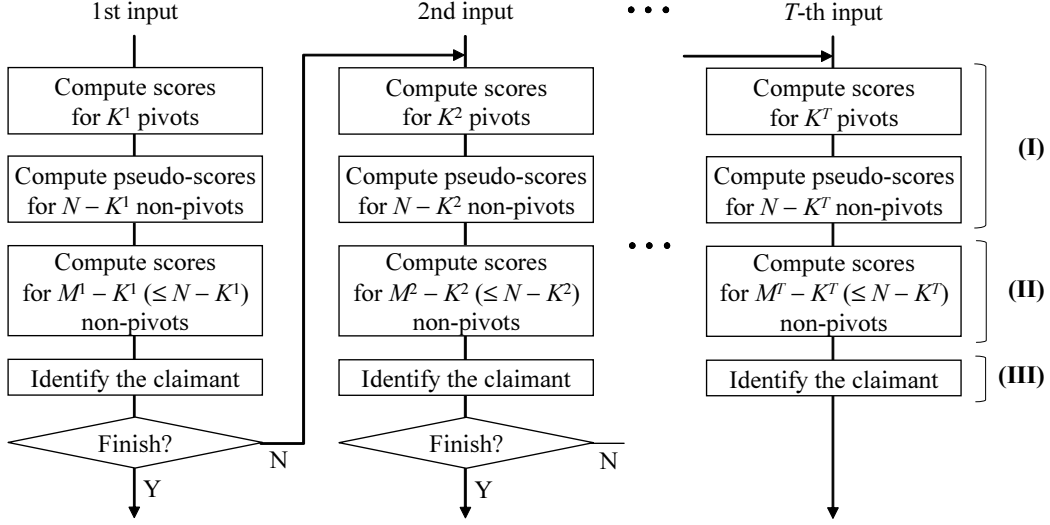 1st input
Compute scores
for K¹ pivots
Compute pseudo-scores
for N – K¹ non-pivots
Compute scores
for M¹ – K¹ (≤ N – K¹)
non-pivots
Identify the claimant
Finish?
N
Y
2nd input
Compute scores
for K² pivots
Compute pseudo-scores
for N – K² non-pivots
Compute scores
for M² – K² (≤ N – K²)
non-pivots
Identify the claimant
Finish?
N
Y
• • •
• • •
T-th input
Compute scores
for Kᵀ pivots
Compute pseudo-scores
for N – Kᵀ non-pivots
Compute scores
for Mᵀ – Kᵀ (≤ N – Kᵀ)
non-pivots
Identify the claimant
(I)
(II)
(III)